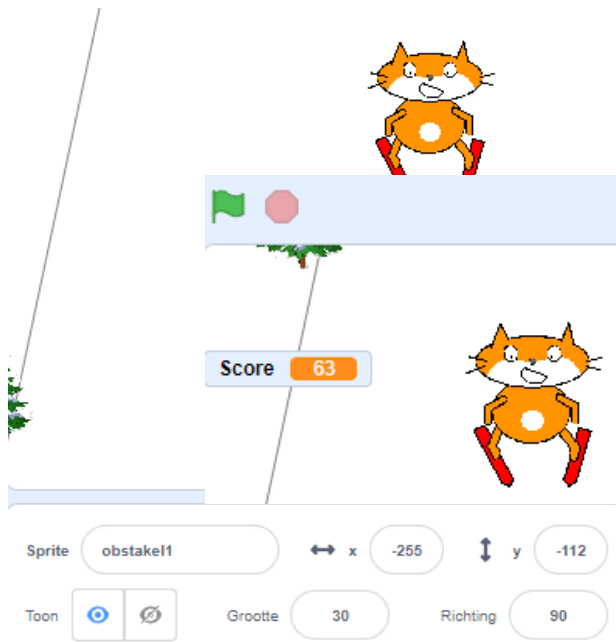 Score 63
Sprite obstakel1 x -255 y -112
Toon Grootte 30 Richting 90